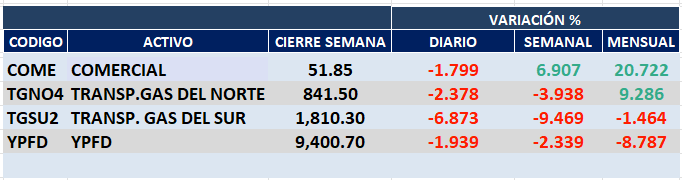 VARIACIÓN %
CODIGO ACTIVO CIERRE SEMANA DIARIO SEMANAL MENSUAL
COME COMERCIAL 51.85 -1.799 6.907 20.722
TGNO4 TRANSP.GAS DEL NORTE 841.50 -2.378 -3.938 9.286
TGSU2 TRANSP. GAS DEL SUR 1,810.30 -6.873 -9.469 -1.464
YPFD YPFD 9,400.70 -1.939 -2.339 -8.787